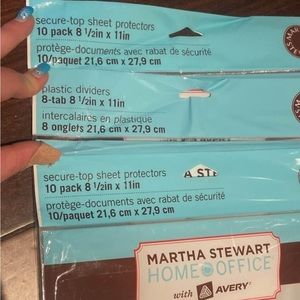 secure-top sheet protectors
10 pack 8 1/2in x 11in
protège-documents avec rabat de sécurité
10/paquet 21,6 cm x 27,9 cm
plastic dividers
8-tab 8 1/2in x 11in
intercalaires en plastique
8 onglets 21,6 cm x 27,9 cm
secure-top sheet protectors
10 pack 8 1/2in x 11in
protège-documents avec rabat de sécurité
10/paquet 21,6 cm x 27,9 cm
MARTHA STEWART
HOME OFFICE
with AVERY